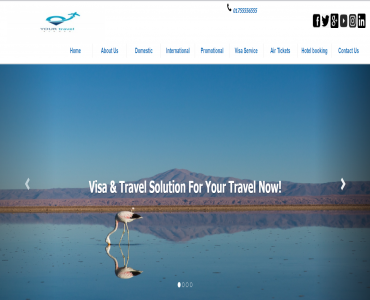 01755536555
Home About Us Domestic International Promotional Visa Service Air Tickets Hotel booking Contact Us
Visa & Travel Solution For Your Travel Now!